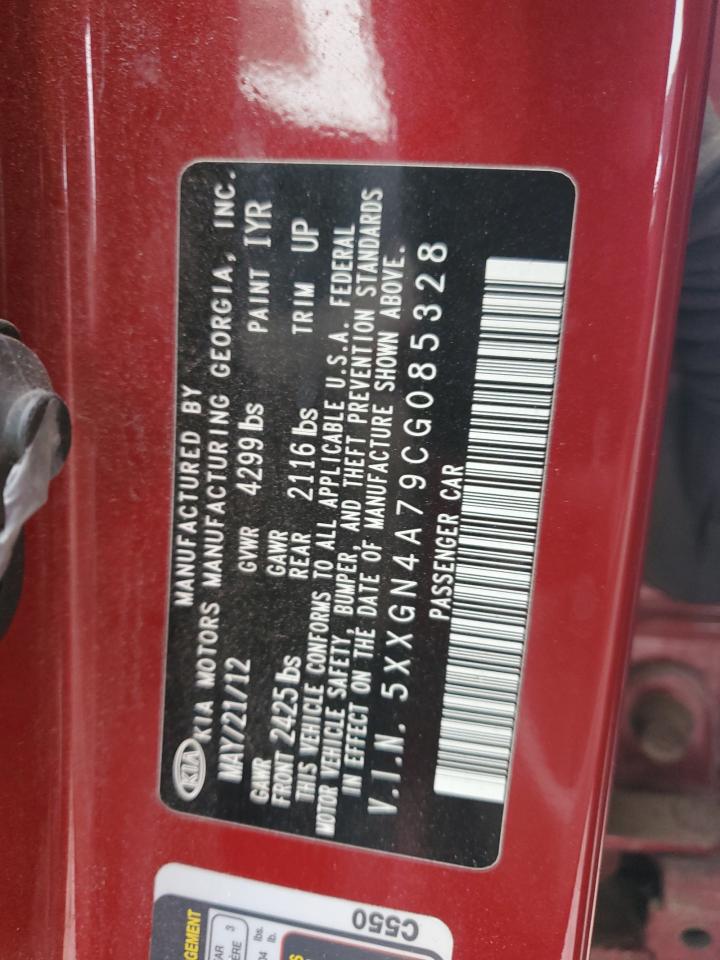 KIA
MANUFACTURED BY
KIA MOTORS MANUFACTURING GEORGIA, INC.
MAY/21/12 GVWR 4299 lbs PAINT IYR
GAWR FRONT 2425 lbs GAWR REAR 2116 lbs TRIM UP
THIS VEHICLE CONFORMS TO ALL APPLICABLE U.S.A. FEDERAL
MOTOR VEHICLE SAFETY, BUMPER, AND THEFT PREVENTION STANDARDS
IN EFFECT ON THE DATE OF MANUFACTURE SHOWN ABOVE.
V.I.N. 5XXGN4A79CG085328
PASSENGER CAR
C550